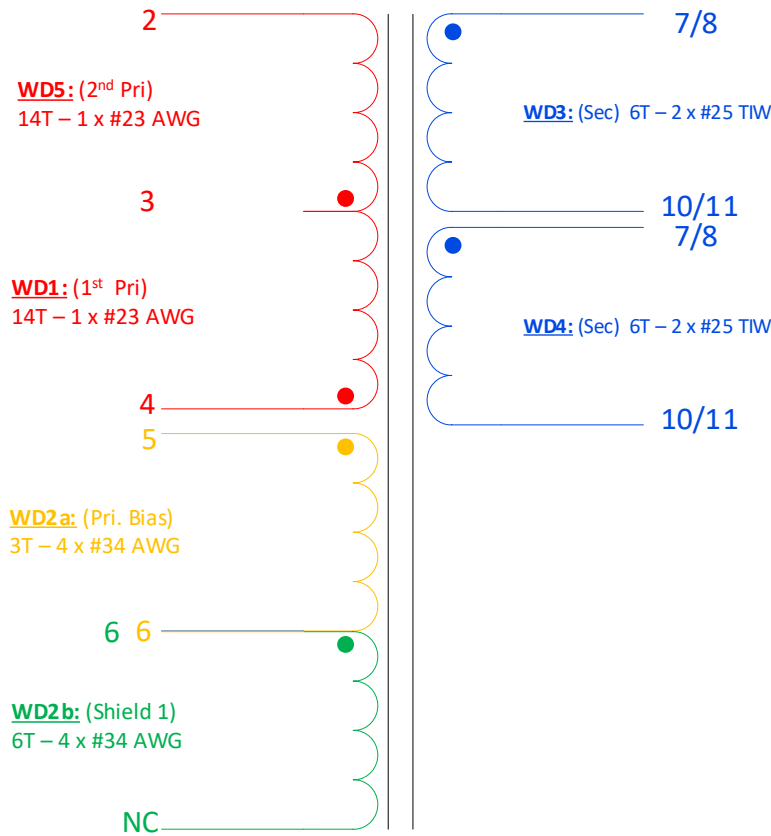 2
WD5: (2nd Pri)
14T – 1 x #23 AWG
3
WD1: (1st Pri)
14T – 1 x #23 AWG
4
5
WD2a: (Pri. Bias)
3T – 4 x #34 AWG
6 6
WD2b: (Shield 1)
6T – 4 x #34 AWG
NC
7/8
WD3: (Sec) 6T – 2 x #25 TIW
10/11
7/8
WD4: (Sec) 6T – 2 x #25 TIW
10/11